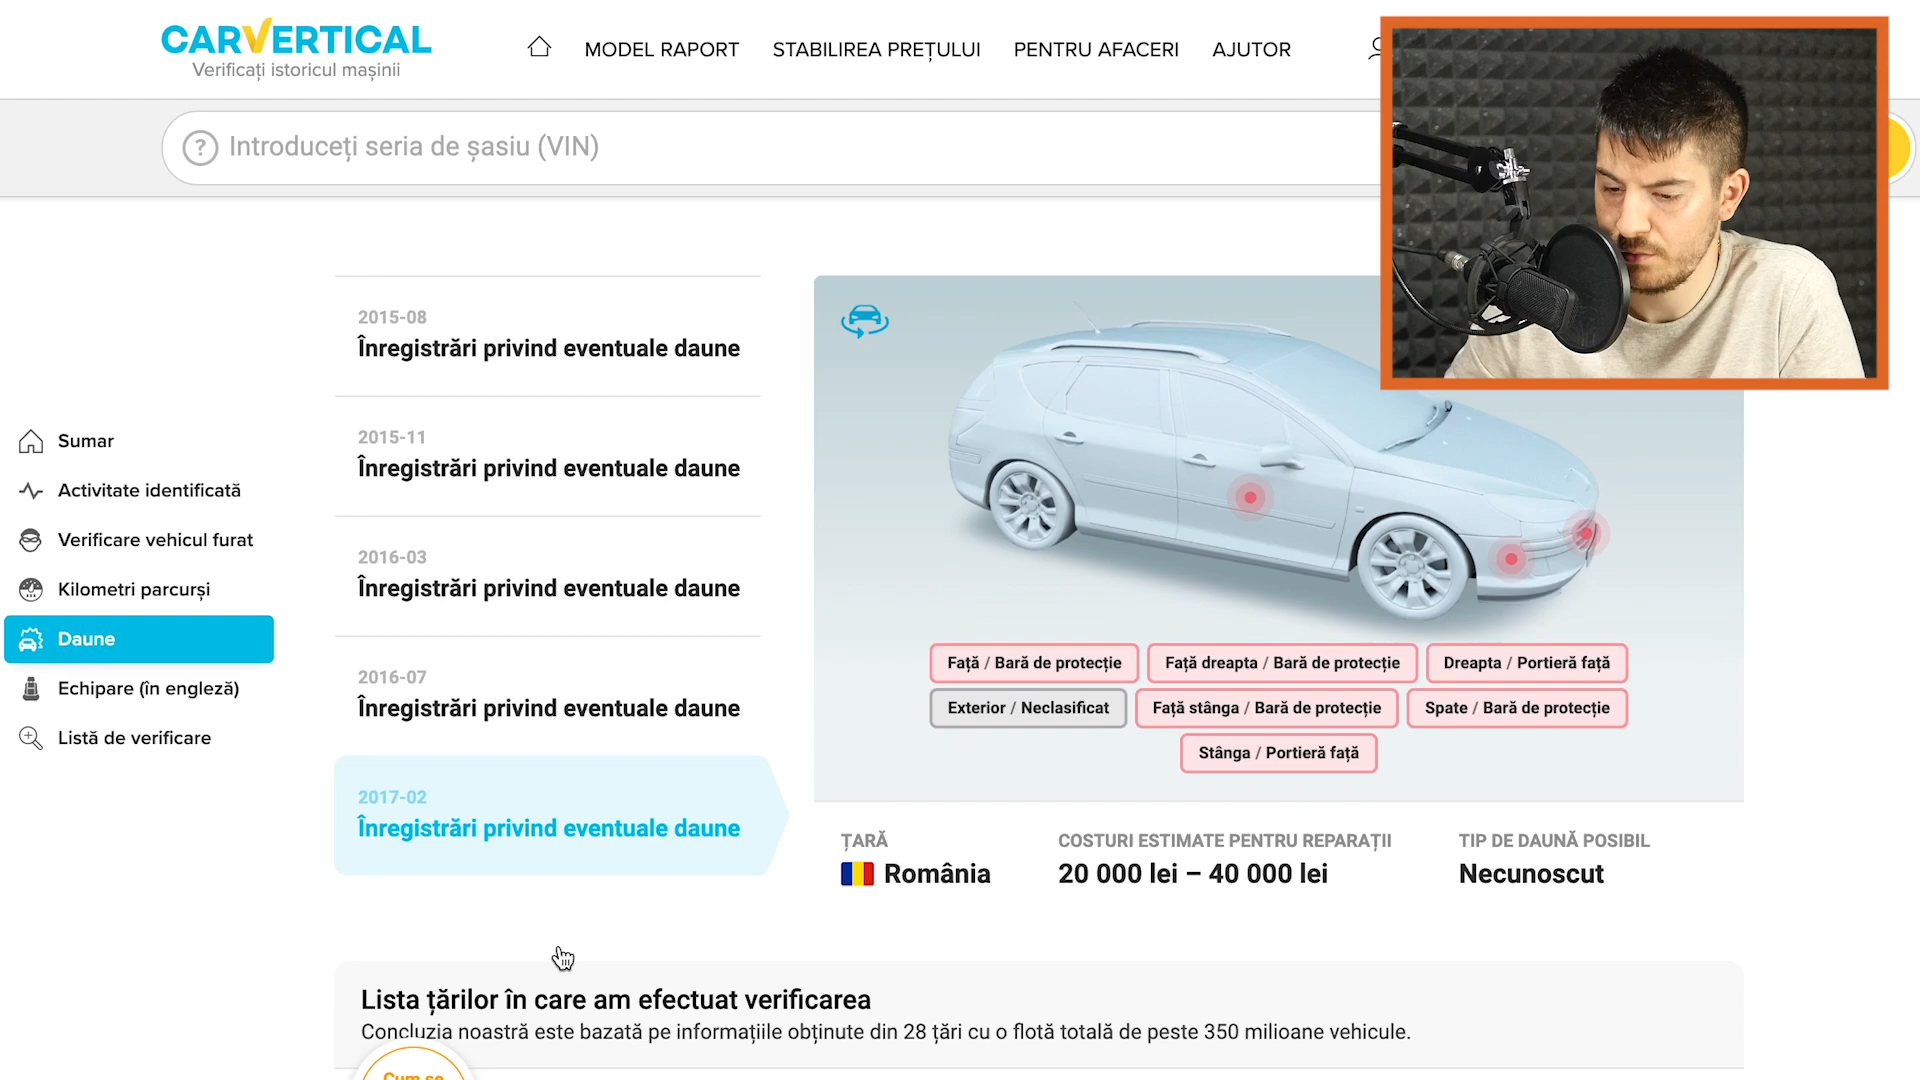 CARVERTICAL
Verificați istoricul mașinii
MODEL RAPORT
STABILIREA PREȚULUI
PENTRU AFACERI
AJUTOR
? Introduceți seria de șasiu (VIN)
Sumar
Activitate identificată
Verificare vehicul furat
Kilometri parcurși
Daune
Echipare (în engleză)
Listă de verificare
2015-08
Înregistrări privind eventuale daune
2015-11
Înregistrări privind eventuale daune
2016-03
Înregistrări privind eventuale daune
2016-07
Înregistrări privind eventuale daune
2017-02
Înregistrări privind eventuale daune
Față / Bară de protecție
Față dreapta / Bară de protecție
Dreapta / Portieră față
Exterior / Neclasificat
Față stânga / Bară de protecție
Spate / Bară de protecție
Stânga / Portieră față
ȚARĂ
România
COSTURI ESTIMATE PENTRU REPARAȚII
20 000 lei – 40 000 lei
TIP DE DAUNĂ POSIBIL
Necunoscut
Lista țărilor în care am efectuat verificarea
Concluzia noastră este bazată pe informațiile obținute din 28 țări cu o flotă totală de peste 350 milioane vehicule.
Cum se